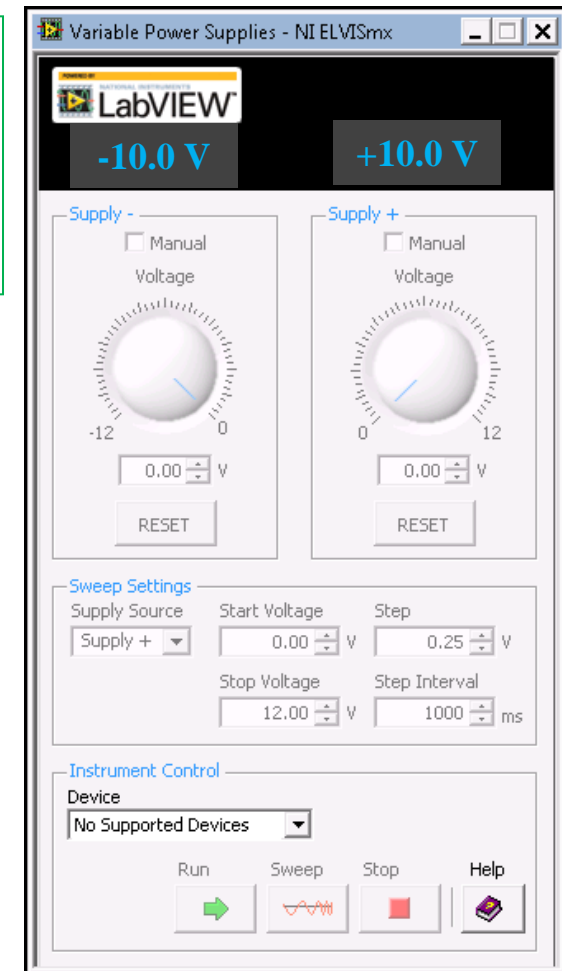 Variable Power Supplies - NI ELVISmx
POWERED BY
NATIONAL INSTRUMENTS
LabVIEW™
-10.0 V +10.0 V
Supply - Supply +
Manual Manual
Voltage Voltage
-12 0 0 12
0.00 V 0.00 V
RESET RESET
Sweep Settings
Supply Source Start Voltage Step
Supply + 0.00 V 0.25 V
Stop Voltage Step Interval
12.00 V 1000 ms
Instrument Control
Device
No Supported Devices
Run Sweep Stop Help